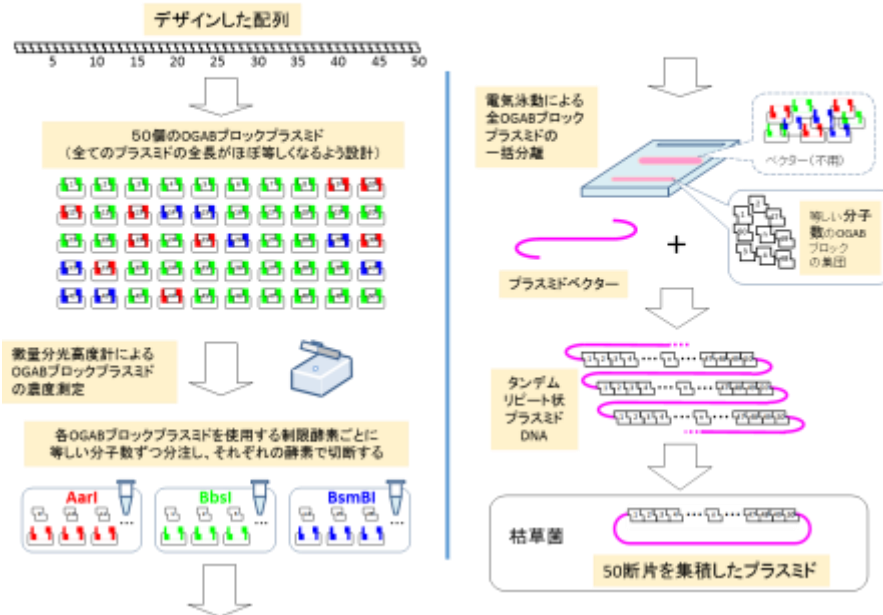 デザインした配列
5 10 15 20 25 30 35 40 45 50
50個のOGABブロックプラスミド
（全てのプラスミドの全長がほぼ等しくなるよう設計）
微量分光高度計による
OGABブロックプラスミド
の濃度測定
各OGABブロックプラスミドを使用する制限酵素ごとに
等しい分子数ずつ分注し、それぞれの酵素で切断する
AarI
BbsI
BsmBI
電気泳動による
全OGABブロック
プラスミドの
一括分離
ベクター（不用）
等しい分子
数のOGAB
ブロック
の集団
+
プラスミドベクター
タンデム
リピート状
プラスミド
DNA
枯草菌
50断片を集積したプラスミド